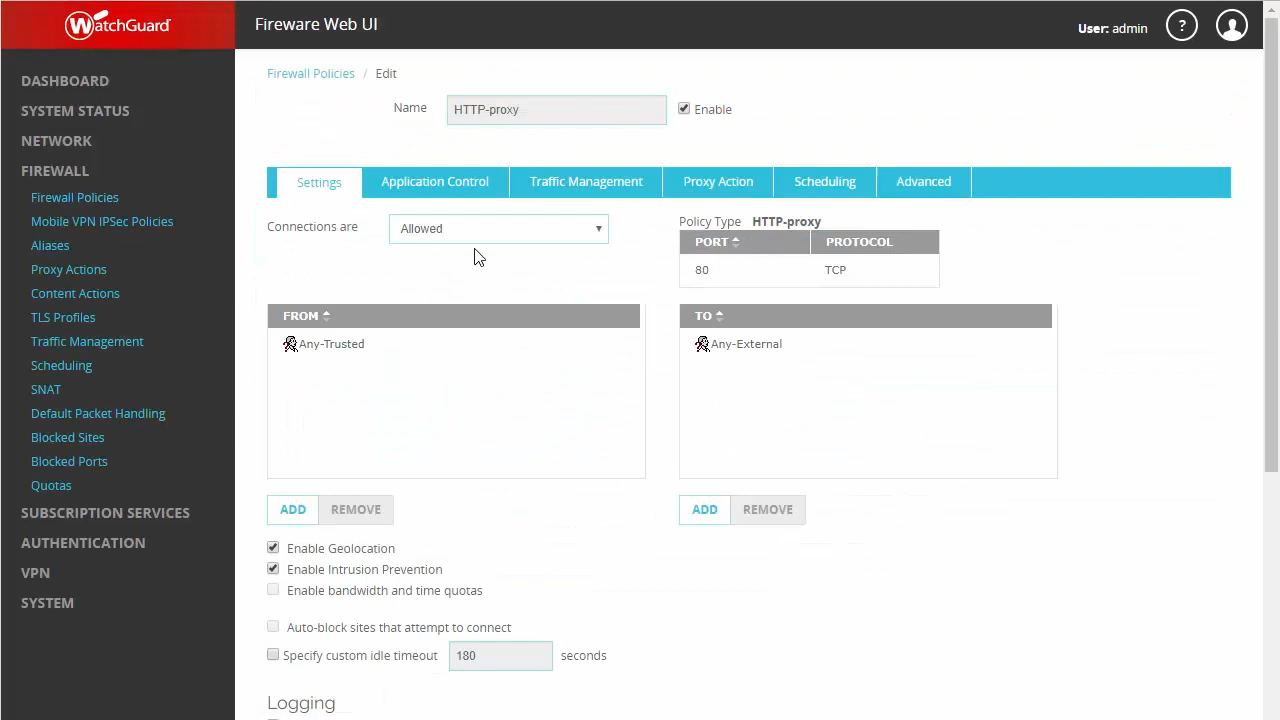 WatchGuard
Fireware Web UI
User: admin
?
DASHBOARD
SYSTEM STATUS
NETWORK
FIREWALL
Firewall Policies
Mobile VPN IPSec Policies
Aliases
Proxy Actions
Content Actions
TLS Profiles
Traffic Management
Scheduling
SNAT
Default Packet Handling
Blocked Sites
Blocked Ports
Quotas
SUBSCRIPTION SERVICES
AUTHENTICATION
VPN
SYSTEM
Firewall Policies / Edit
Name HTTP-proxy Enable
Settings Application Control Traffic Management Proxy Action Scheduling Advanced
Connections are Allowed
Policy Type HTTP-proxy
PORT PROTOCOL
80 TCP
FROM
Any-Trusted
ADD REMOVE
TO
Any-External
ADD REMOVE
Enable Geolocation
Enable Intrusion Prevention
Enable bandwidth and time quotas
Auto-block sites that attempt to connect
Specify custom idle timeout 180 seconds
Logging